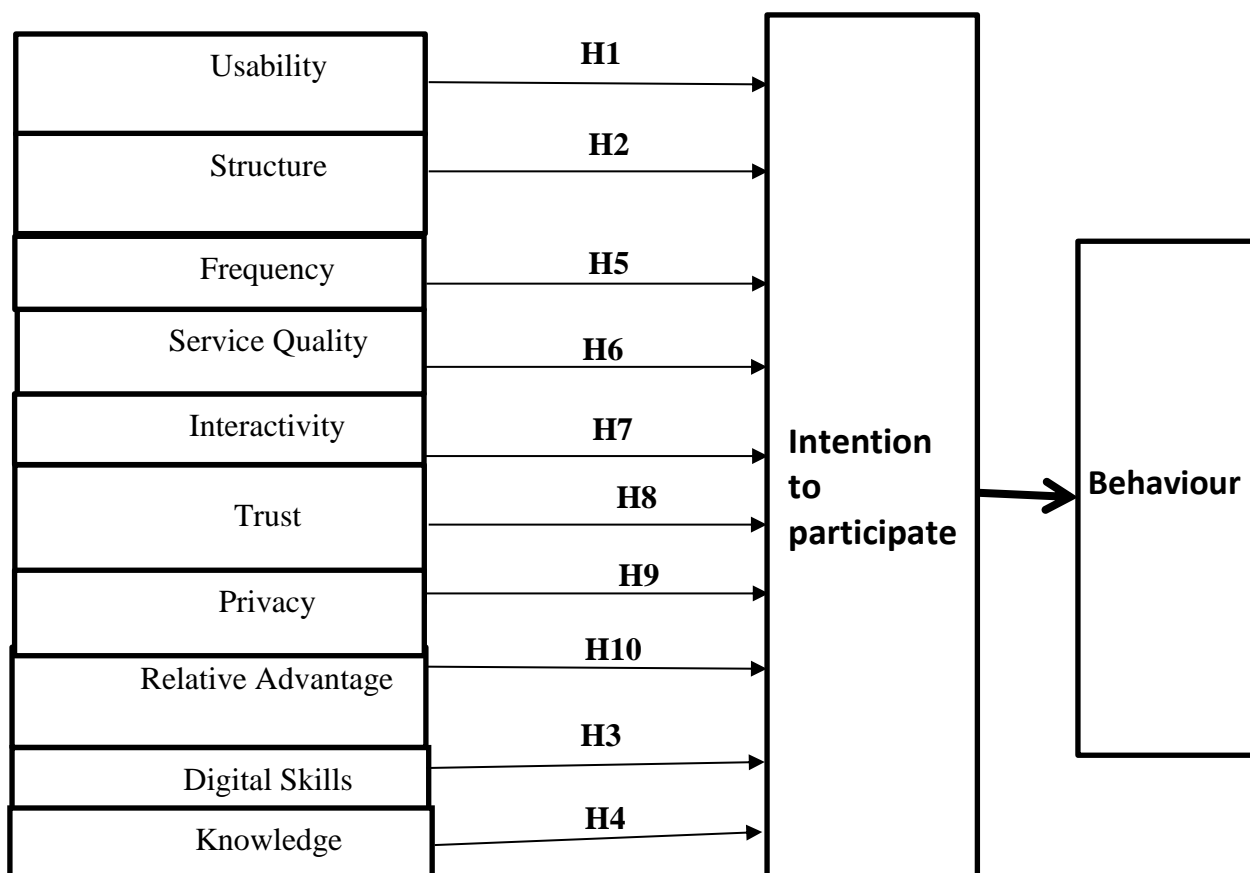 Usability
H1
Structure
H2
Frequency
H5
Service Quality
H6
Interactivity
H7
Trust
H8
Privacy
H9
Relative Advantage
H10
Digital Skills
H3
Knowledge
H4
Intention
to
participate
Behaviour